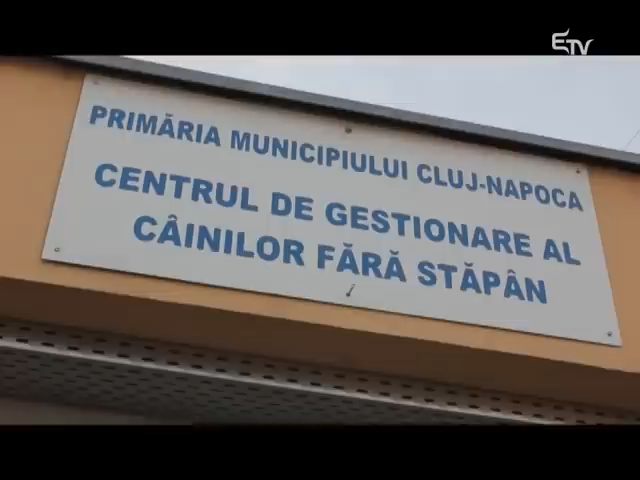 ETV
PRIMĂRIA MUNICIPIULUI CLUJ-NAPOCA
CENTRUL DE GESTIONARE AL
CÂINILOR FĂRĂ STĂPÂN